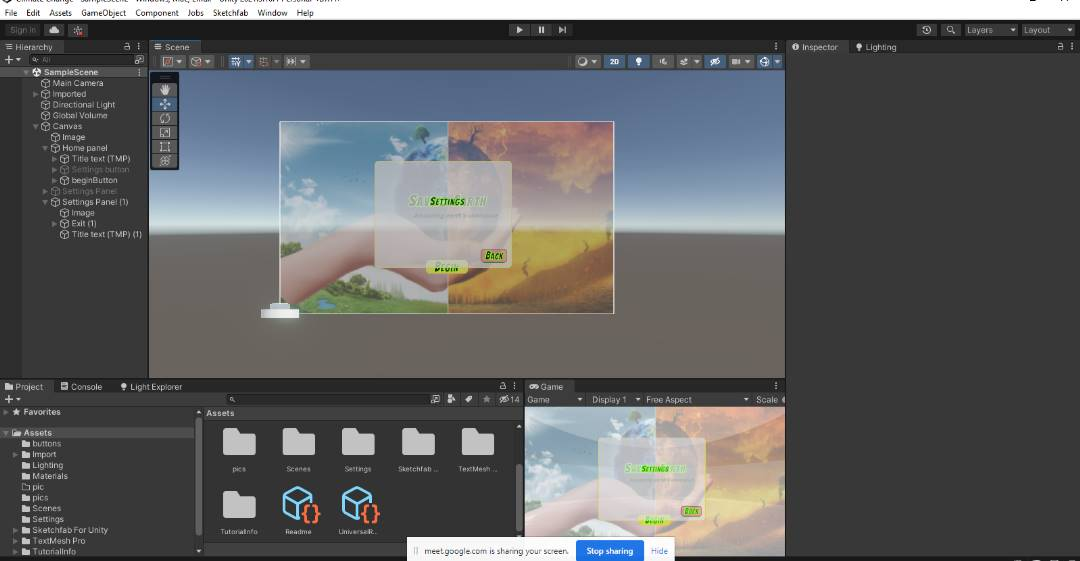 File Edit Assets GameObject Component Jobs Sketchfab Window Help
Sign in
Layers
Layout
Hierarchy
Scene
Inspector
Lighting
All
2D
SampleScene
Main Camera
Imported
Directional Light
Global Volume
Canvas
Image
Home panel
Title text (TMP)
Settings button
beginButton
Settings Panel
Settings Panel (1)
Image
Exit (1)
Title text (TMP) (1)
Settings
Back
Begin
Project
Console
Light Explorer
14
Favorites
Assets
buttons
Import
Lighting
Materials
pic
pics
Scenes
Settings
Sketchfab For Unity
TextMesh Pro
TutorialInfo
Assets
pics
Scenes
Settings
Sketchfab ...
TextMesh ...
TutorialInfo
Readme
UniversalR...
Game
Game
Display 1
Free Aspect
Scale
Settings
Back
Begin
meet.google.com is sharing your screen.
Stop sharing
Hide